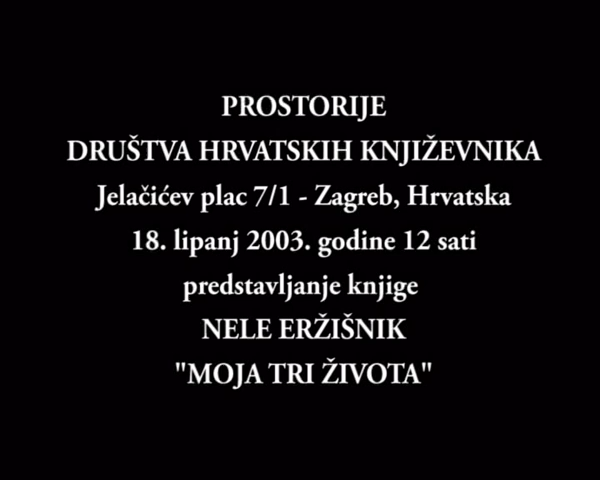 PROSTORIJE
DRUŠTVA HRVATSKIH KNJIŽEVNIKA
Jelačićev plac 7/1 - Zagreb, Hrvatska
18. lipanj 2003. godine 12 sati
predstavljanje knjige
NELE ERŽIŠNIK
"MOJA TRI ŽIVOTA"